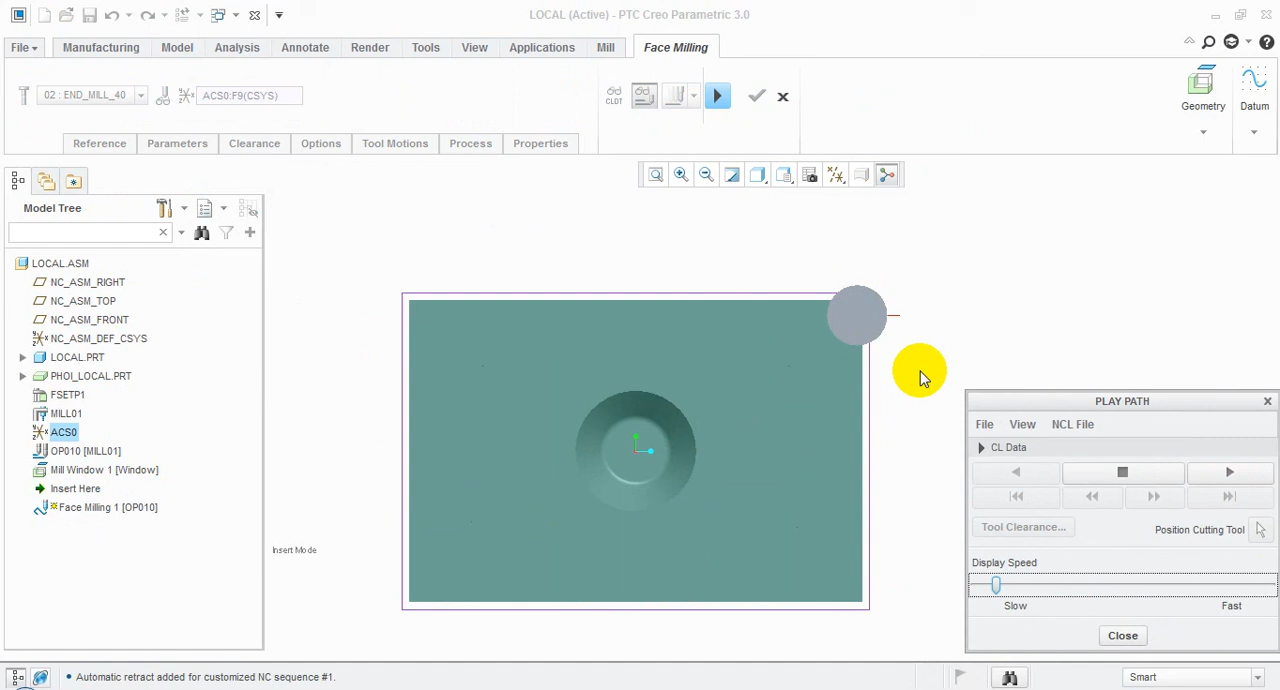 LOCAL (Active) - PTC Creo Parametric 3.0
File
Manufacturing
Model
Analysis
Annotate
Render
Tools
View
Applications
Mill
Face Milling
02 : END_MILL_40
ACS0:F9(CSYS)
CLDT
Geometry
Datum
Reference
Parameters
Clearance
Options
Tool Motions
Process
Properties
Model Tree
LOCAL.ASM
NC_ASM_RIGHT
NC_ASM_TOP
NC_ASM_FRONT
NC_ASM_DEF_CSYS
LOCAL.PRT
PHOI_LOCAL.PRT
FSETP1
MILL01
ACS0
OP010 [MILL01]
Mill Window 1 [Window]
Insert Here
Face Milling 1 [OP010]
Insert Mode
PLAY PATH
File
View
NCL File
CL Data
Tool Clearance...
Position Cutting Tool
Display Speed
Slow
Fast
Close
Automatic retract added for customized NC sequence #1.
Smart